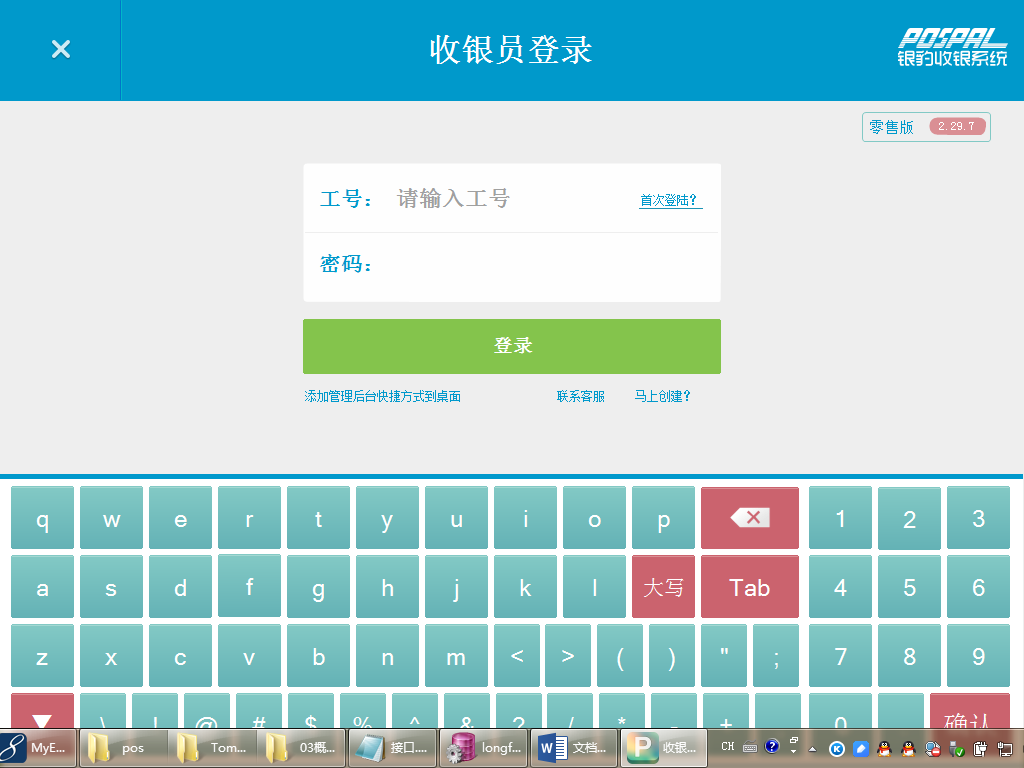 收银员登录
POSPAL
银豹收银系统
零售版 2.29.7
工号： 请输入工号 首次登陆?
密码：
登录
添加管理后台快捷方式到桌面 联系客服 马上创建?
q w e r t y u i o p 1 2 3
a s d f g h j k l 大写 Tab 4 5 6
z x c v b n m < > ( ) " ; 7 8 9
\ ! @ # $ % ^ & ? / * - + 0 确认
MyE... pos Tom... 03概... 接口.... longf... W 文档... P 收银... CH